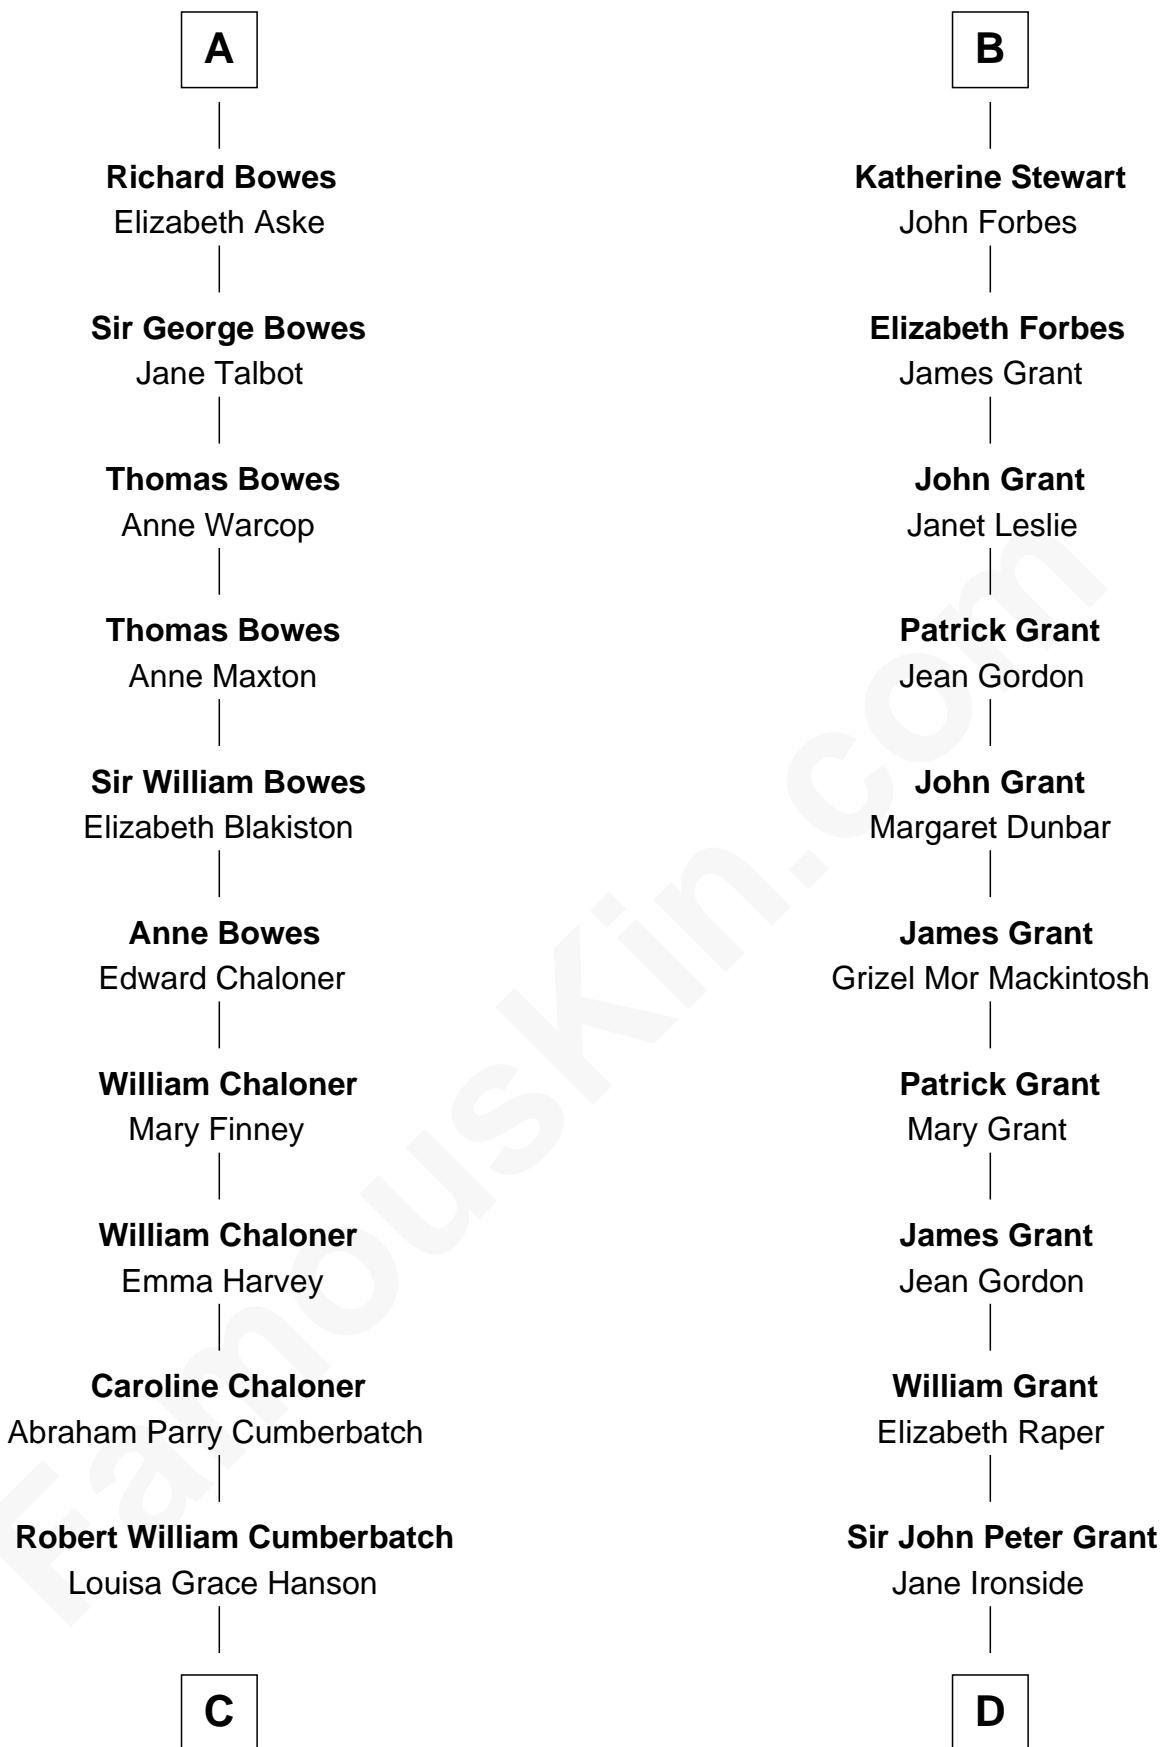 A
Richard Bowes
Elizabeth Aske
Sir George Bowes
Jane Talbot
Thomas Bowes
Anne Warcop
Thomas Bowes
Anne Maxton
Sir William Bowes
Elizabeth Blakiston
Anne Bowes
Edward Chaloner
William Chaloner
Mary Finney
William Chaloner
Emma Harvey
Caroline Chaloner
Abraham Parry Cumberbatch
Robert William Cumberbatch
Louisa Grace Hanson
C
B
Katherine Stewart
John Forbes
Elizabeth Forbes
James Grant
John Grant
Janet Leslie
Patrick Grant
Jean Gordon
John Grant
Margaret Dunbar
James Grant
Grizel Mor Mackintosh
Patrick Grant
Mary Grant
James Grant
Jean Gordon
William Grant
Elizabeth Raper
Sir John Peter Grant
Jane Ironside
D
FamousKin.com